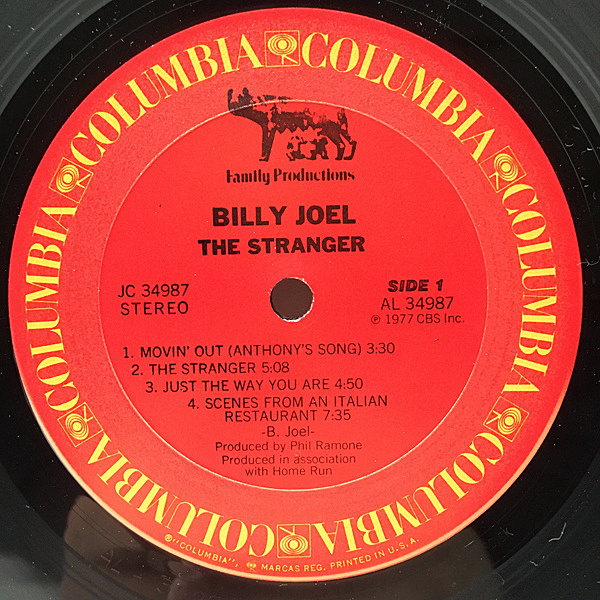 COLUMBIA COLUMBIA COLUMBIA COLUMBIA COLUMBIA COLUMBIA
Family Productions
BILLY JOEL
THE STRANGER
JC 34987
STEREO
SIDE 1
AL 34987
℗ 1977 CBS Inc.
1. MOVIN' OUT (ANTHONY'S SONG) 3:30
2. THE STRANGER 5:08
3. JUST THE WAY YOU ARE 4:50
4. SCENES FROM AN ITALIAN
RESTAURANT 7:35
-B. Joel-
Produced by Phil Ramone
Produced in association
with Home Run
® "COLUMBIA", MARCAS REG. PRINTED IN U.S.A.